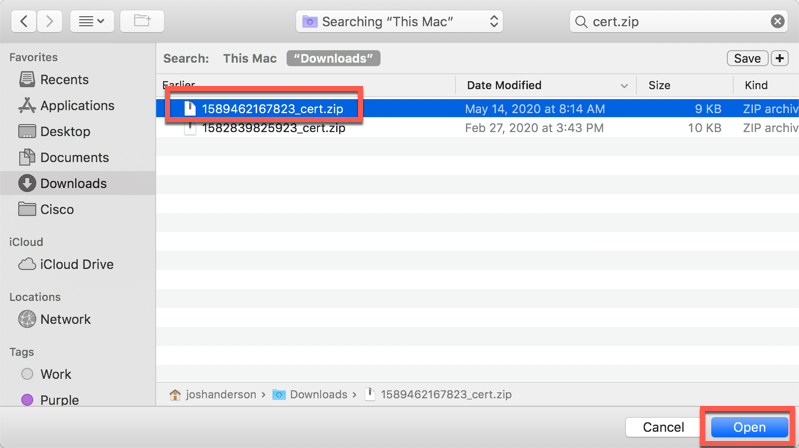 Searching “This Mac”
cert.zip
Favorites
Recents
Applications
Desktop
Documents
Downloads
Cisco
iCloud
iCloud Drive
Locations
Network
Tags
Work
Purple
Search: This Mac “Downloads” Save +
Earlier Date Modified Size Kind
1589462167823_cert.zip May 14, 2020 at 8:14 AM 9 KB ZIP archiv
1582839825923_cert.zip Feb 27, 2020 at 3:43 PM 10 KB ZIP archiv
joshanderson › Downloads › 1589462167823_cert.zip
Cancel Open